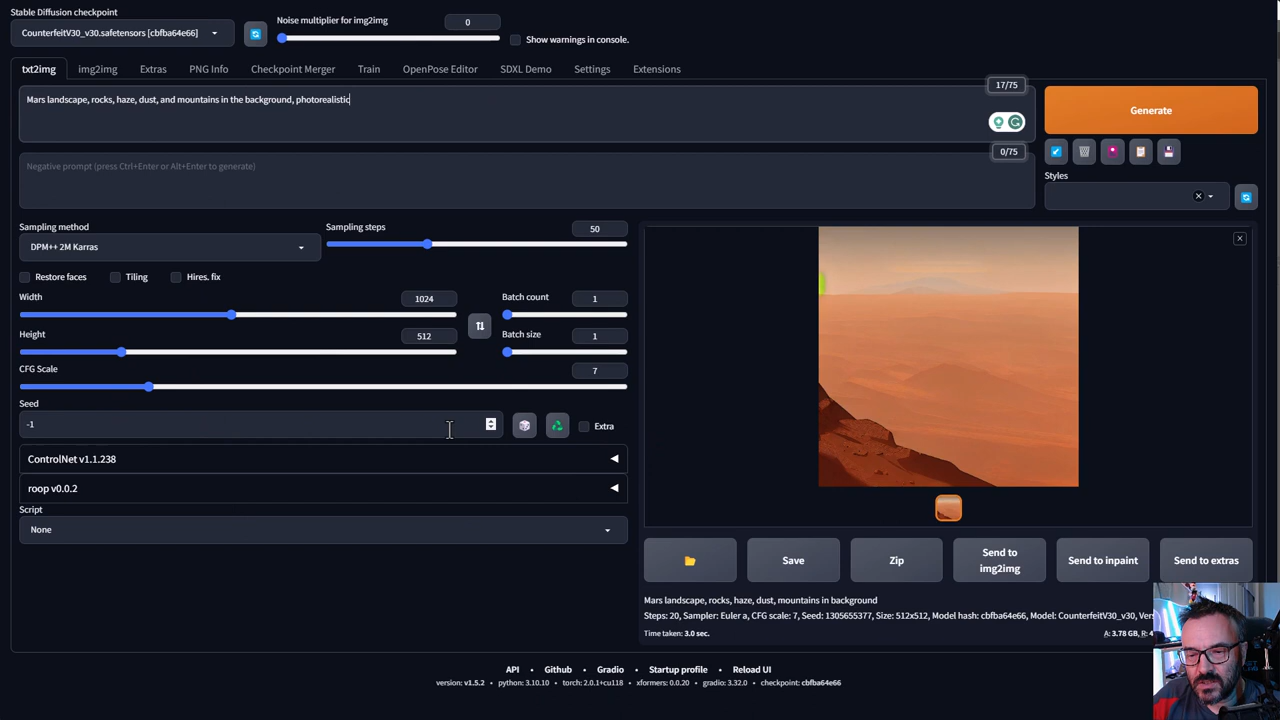 Stable Diffusion checkpoint
CounterfeitV30_v30.safetensors [cbfba64e66]
Noise multiplier for img2img
0
Show warnings in console.
txt2img
img2img
Extras
PNG Info
Checkpoint Merger
Train
OpenPose Editor
SDXL Demo
Settings
Extensions
Mars landscape, rocks, haze, dust, and mountains in the background, photorealistic
17/75
Generate
Negative prompt (press Ctrl+Enter or Alt+Enter to generate)
0/75
Styles
Sampling method
DPM++ 2M Karras
Sampling steps
50
Restore faces
Tiling
Hires. fix
Width
1024
Batch count
1
Height
512
Batch size
1
CFG Scale
7
Seed
-1
Extra
ControlNet v1.1.238
roop v0.0.2
Script
None
Save
Zip
Send to
img2img
Send to inpaint
Send to extras
Mars landscape, rocks, haze, dust, mountains in background
Steps: 20, Sampler: Euler a, CFG scale: 7, Seed: 1305655377, Size: 512x512, Model hash: cbfba64e66, Model: CounterfeitV30_v30,
Time taken: 3.0 sec.
A: 3.78 GB, R:
API • Github • Gradio • Startup profile • Reload UI
version: v1.5.2 • python: 3.10.10 • torch: 2.0.1+cu118 • xformers: 0.0.20 • gradio: 3.32.0 • checkpoint: cbfba64e66